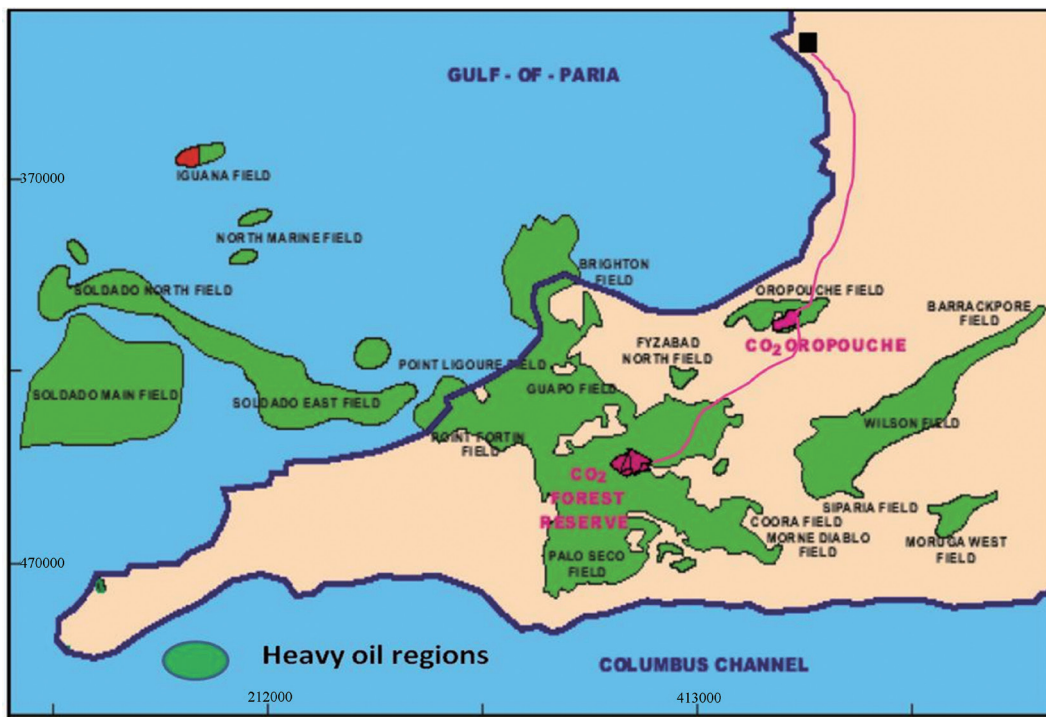 GULF - OF - PARIA
370000
IGUANA FIELD
NORTH MARINE FIELD
SOLDADO NORTH FIELD
BRIGHTON
FIELD
OROPOUCHE FIELD
BARRACKPORE
FIELD
CO2 OROPOUCHE
FYZABAD
NORTH FIELD
POINT LIGOURE FIELD
GUAPO FIELD
SOLDADO MAIN FIELD
SOLDADO EAST FIELD
WILSON FIELD
POINT FORTIN
FIELD
CO2
FOREST
RESERVE
SIPARIA FIELD
COORA FIELD
MORNE DIABLO
FIELD
MORUGA WEST
FIELD
PALO SECO
FIELD
470000
Heavy oil regions
COLUMBUS CHANNEL
212000
413000